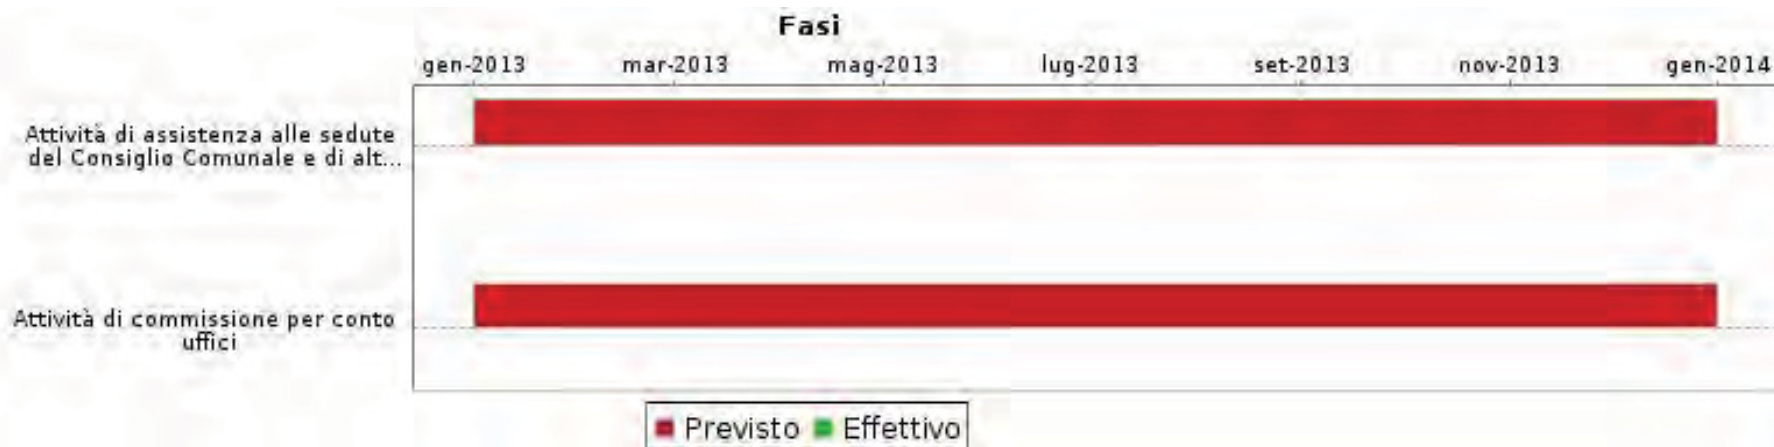 Fasi
gen-2013 mar-2013 mag-2013 lug-2013 set-2013 nov-2013 gen-2014
Attività di assistenza alle sedute
del Consiglio Comunale e di alt...
Attività di commissione per conto
uffici
Previsto Effettivo